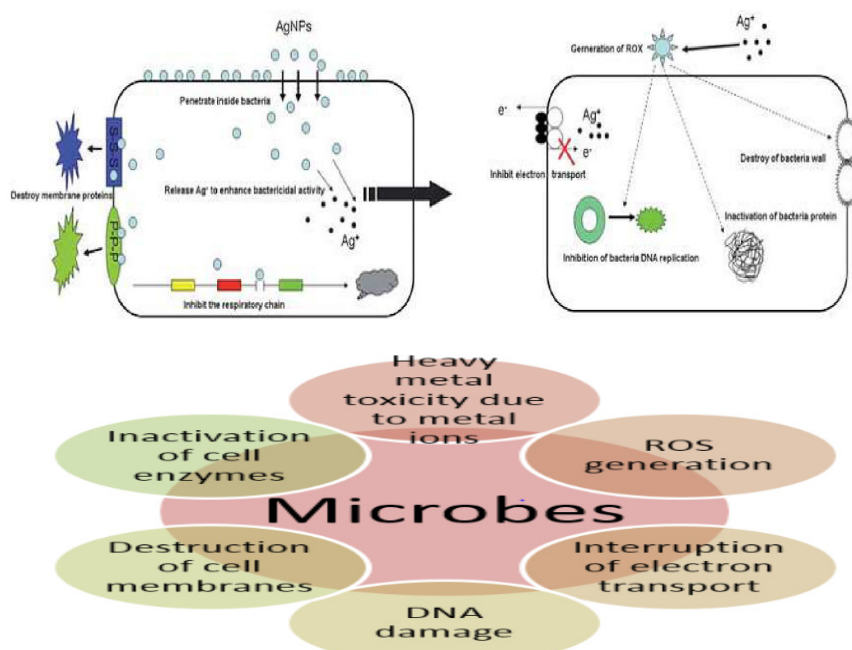 AgNPs
Penetrate inside bacteria
S-S-S
Destroy membrane proteins
P-P-P
Release Ag⁺ to enhance bactericidal activity
Ag⁺
Inhibit the respiratory chain
Ag⁺
Gerneration of ROX
e⁻
Ag⁺
e⁻
Inhibit electron transport
Destroy of bacteria wall
Inactivation of bacteria protein
Inhibition of bacteria DNA replication
Heavy
metal
toxicity due
to metal
ions
Inactivation
of cell
enzymes
ROS
generation
Microbes
Destruction
of cell
membranes
Interruption
of electron
transport
DNA
damage